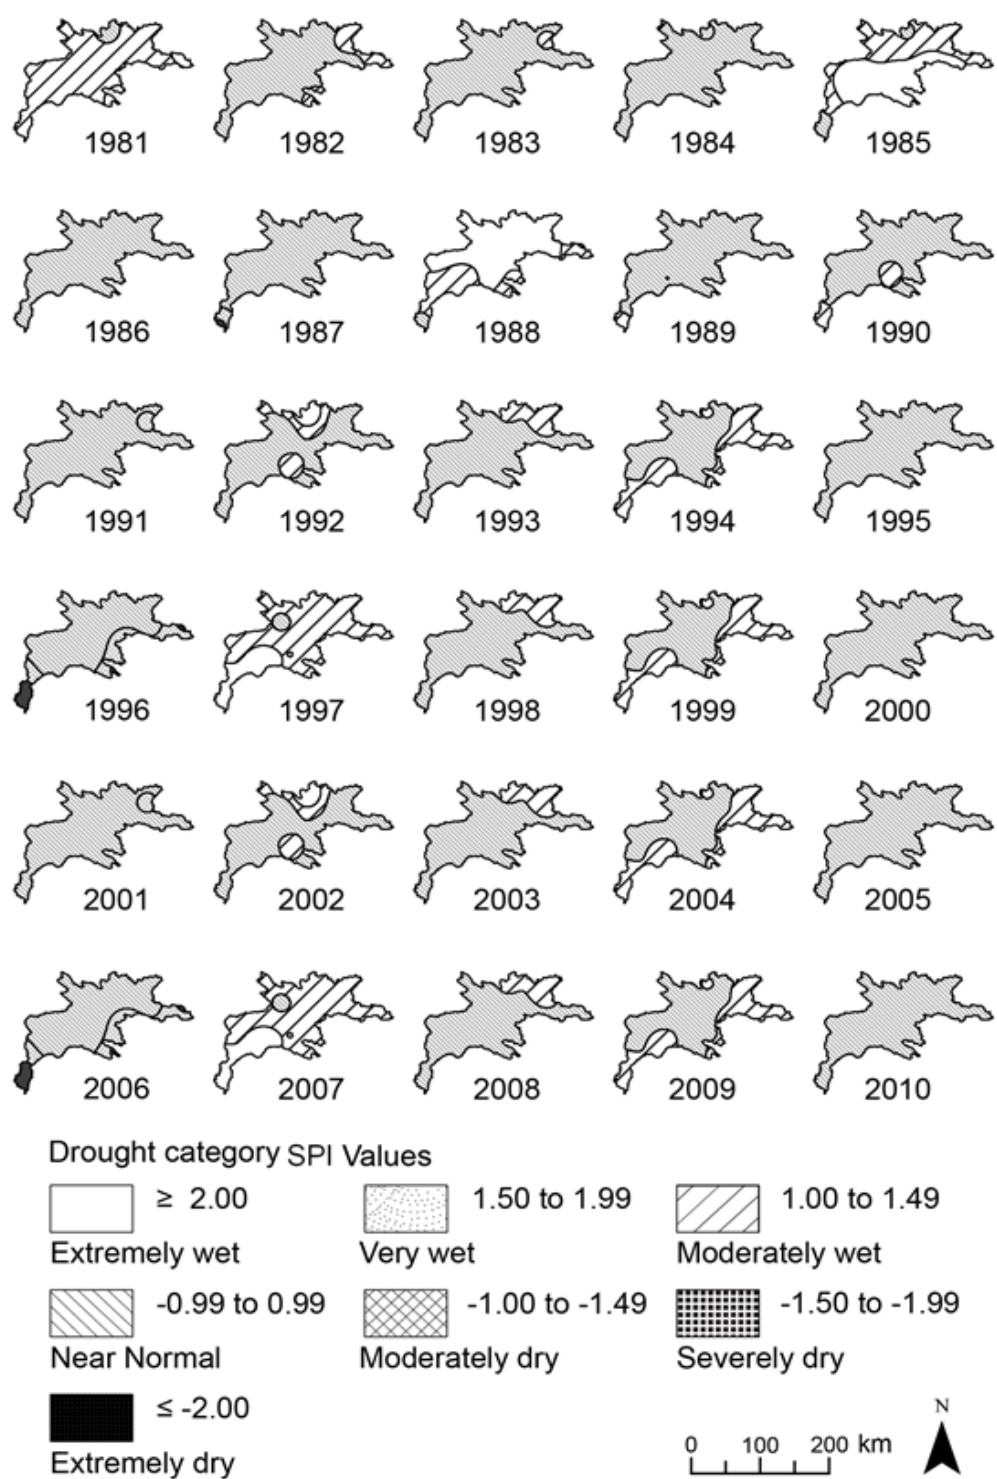 1981 1982 1983 1984 1985
1986 1987 1988 1989 1990
1991 1992 1993 1994 1995
1996 1997 1998 1999 2000
2001 2002 2003 2004 2005
2006 2007 2008 2009 2010
Drought category SPI Values
≥ 2.00 1.50 to 1.99 1.00 to 1.49
Extremely wet Very wet Moderately wet
-0.99 to 0.99 -1.00 to -1.49 -1.50 to -1.99
Near Normal Moderately dry Severely dry
≤ -2.00
Extremely dry
N
0 100 200 km